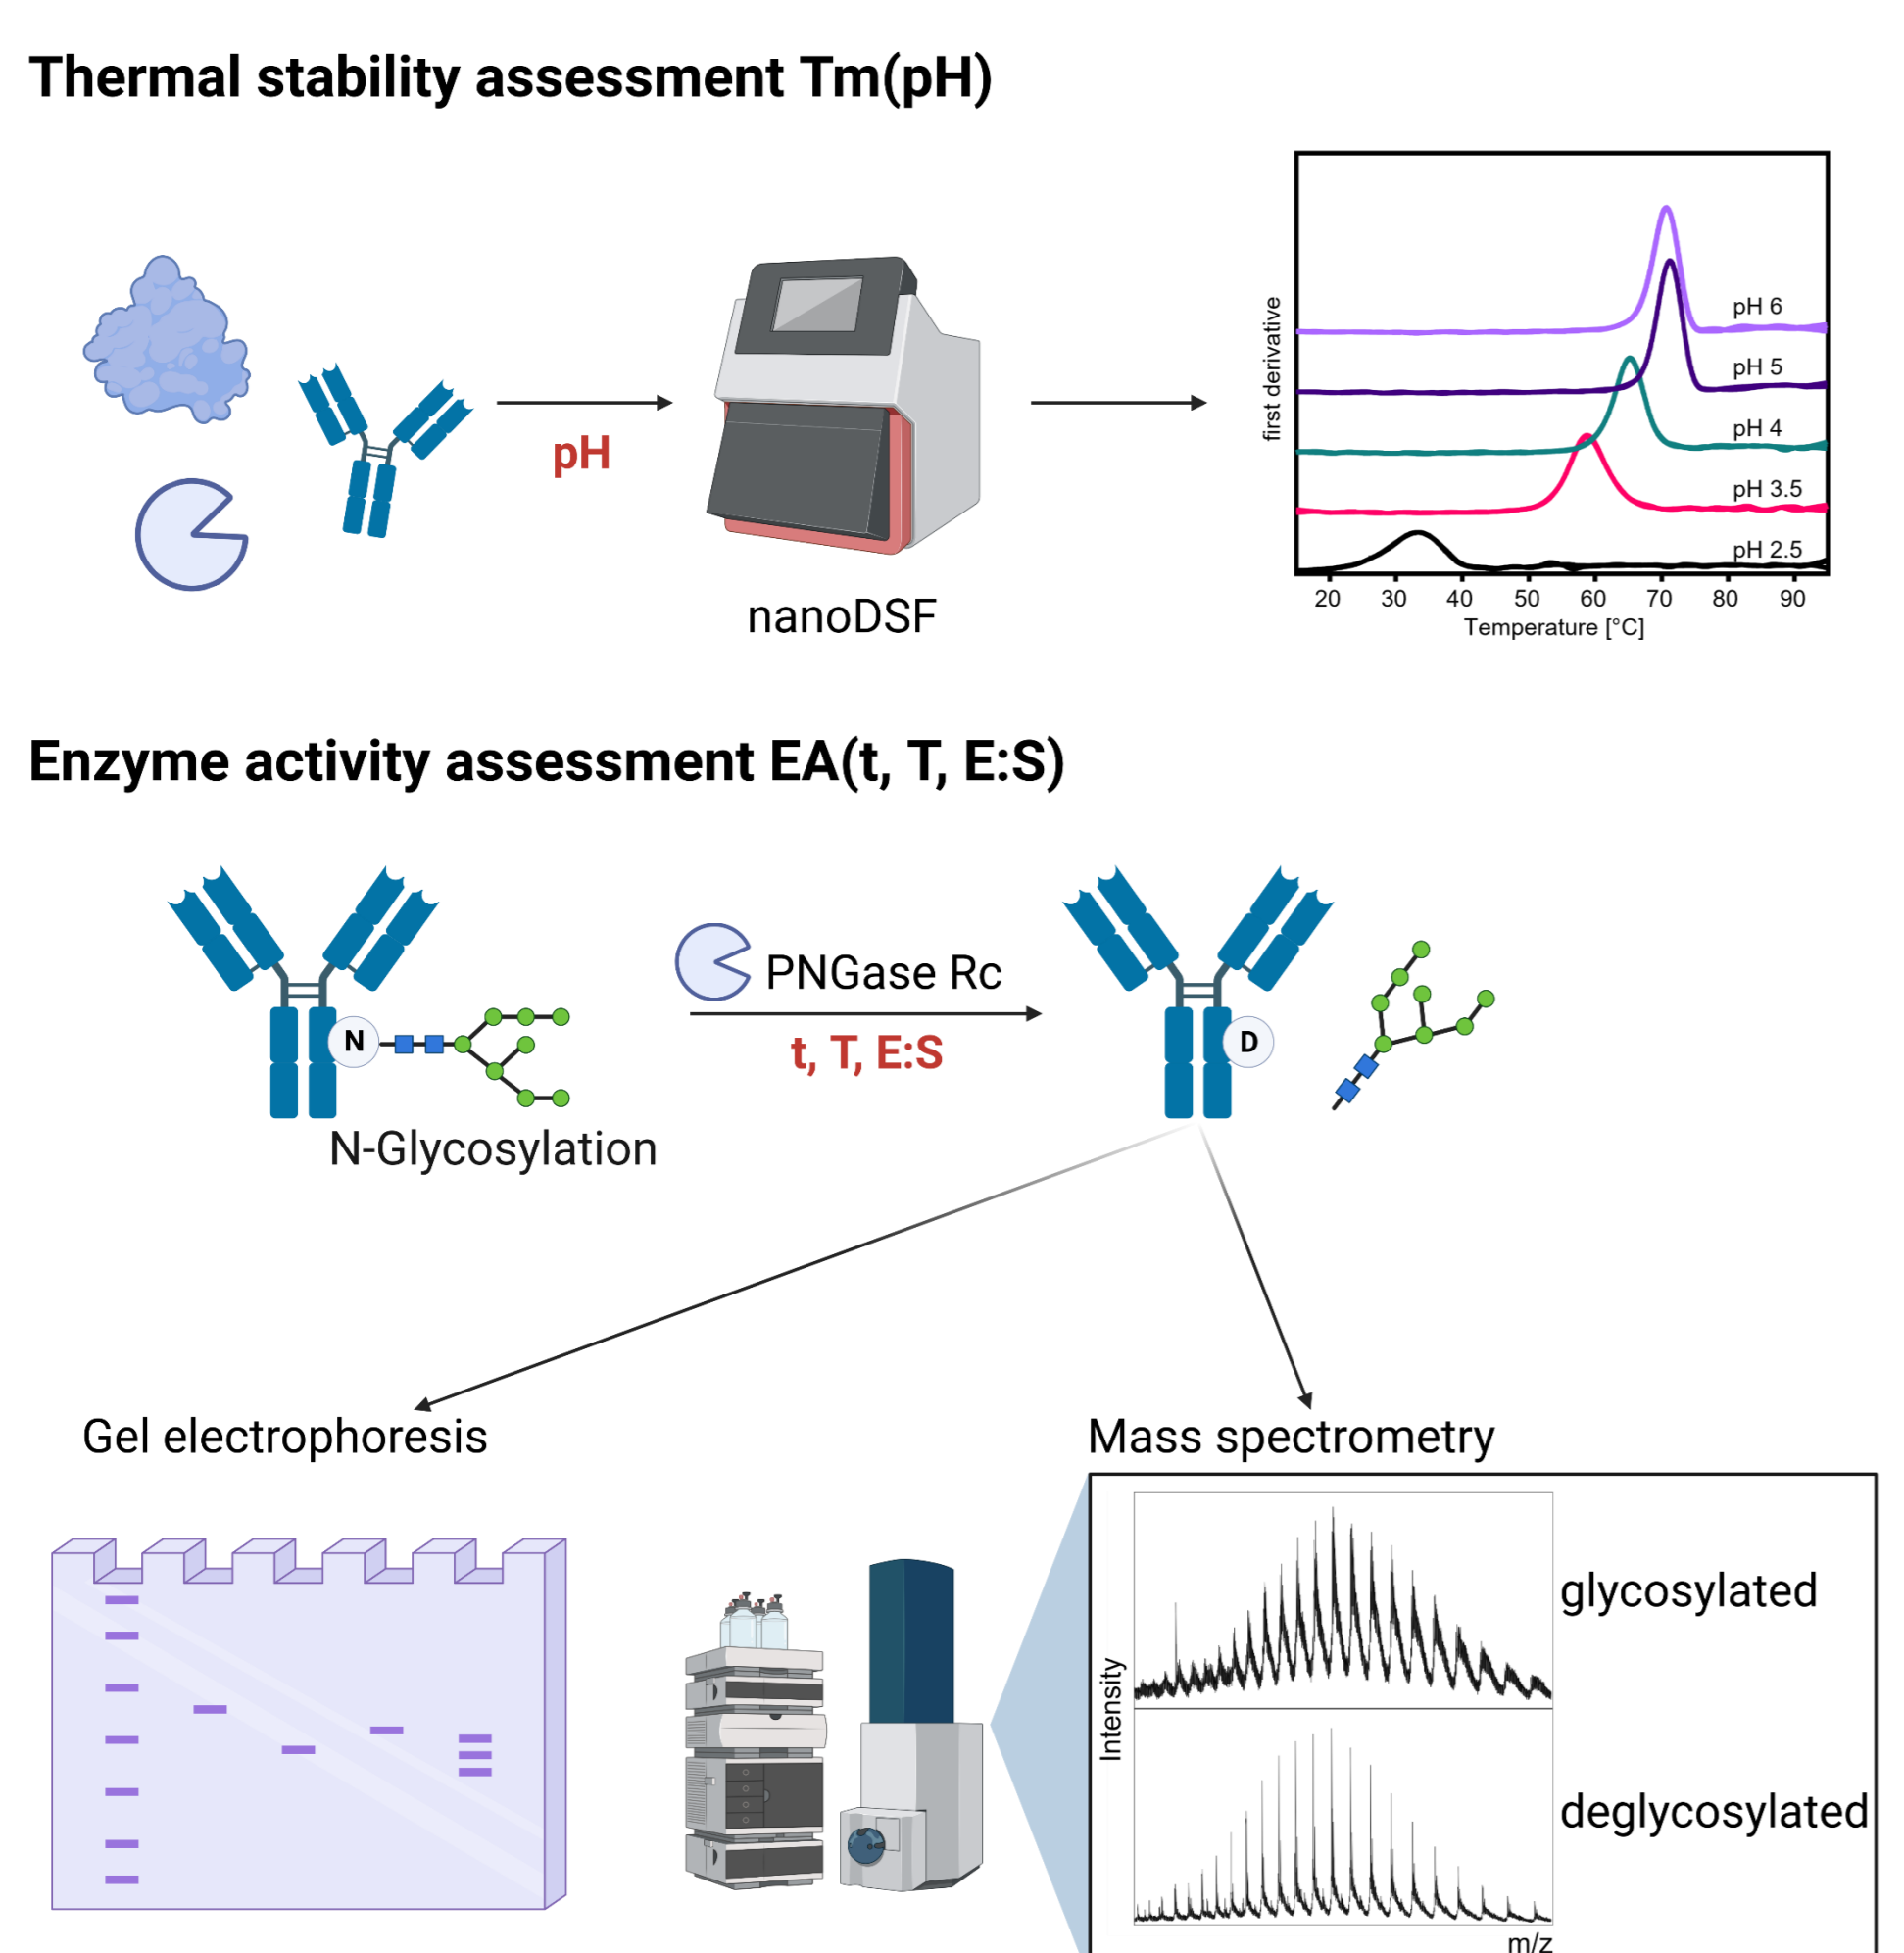 Thermal stability assessment Tm(pH)
pH
nanoDSF
first derivative
pH 6
pH 5
pH 4
pH 3.5
pH 2.5
20 30 40 50 60 70 80 90
Temperature [°C]
Enzyme activity assessment EA(t, T, E:S)
PNGase Rc
t, T, E:S
N
D
N-Glycosylation
Gel electrophoresis
Mass spectrometry
Intensity
glycosylated
deglycosylated
m/z